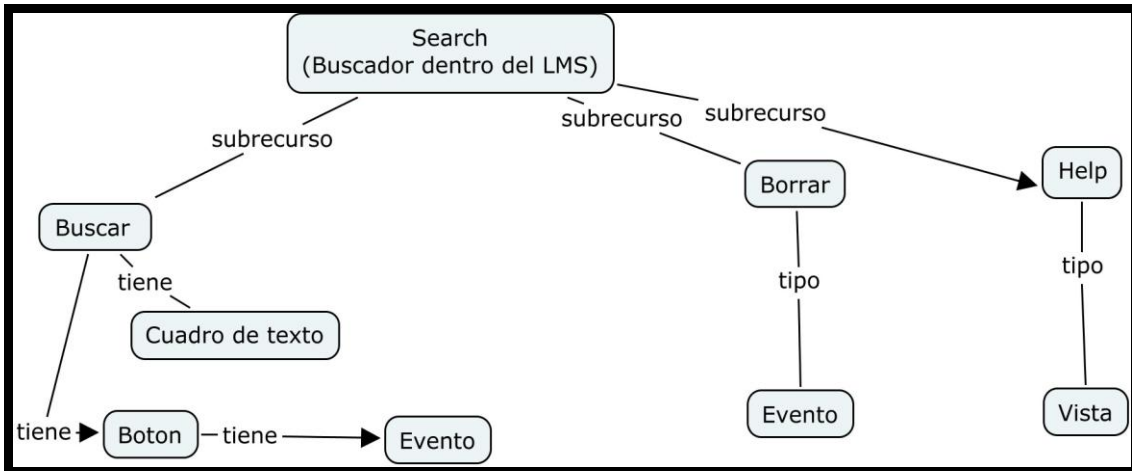 Search
(Buscador dentro del LMS)
subrecurso
subrecurso
subrecurso
Help
Borrar
Buscar
tiene
tipo
tipo
Cuadro de texto
tiene
Boton
tiene
Evento
Evento
Vista